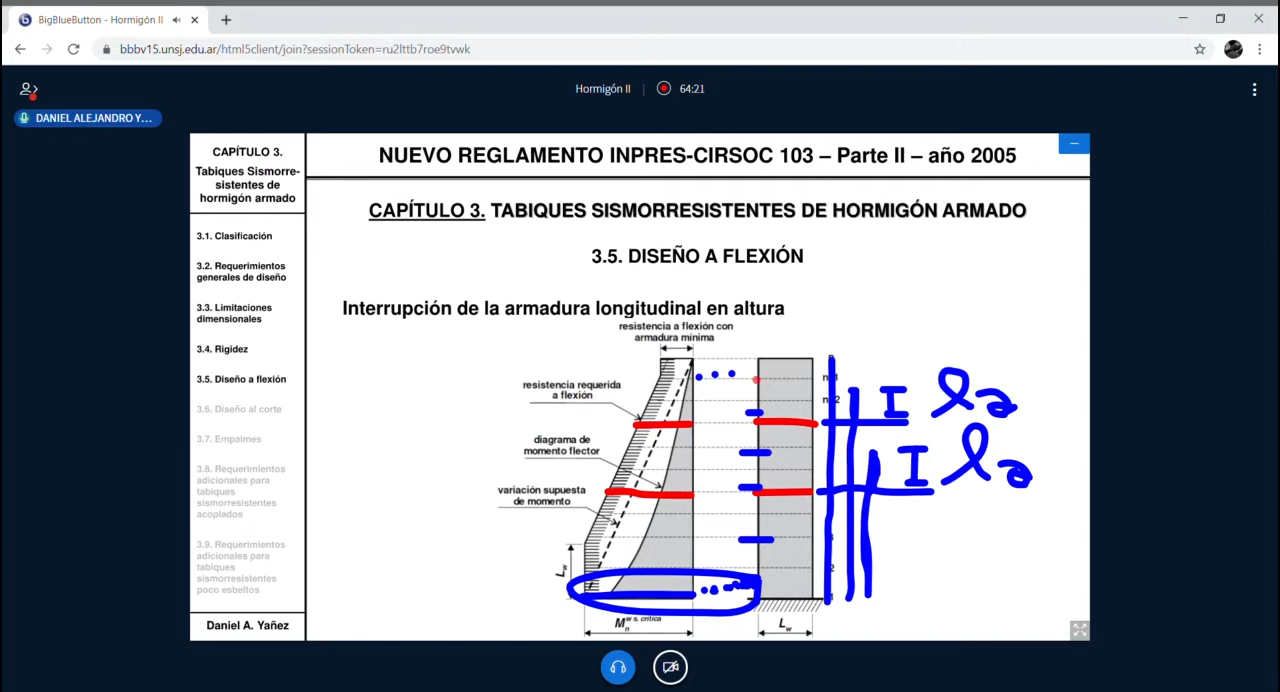 BigBlueButton - Hormigón II
bbbv15.unsj.edu.ar/html5client/join?sessionToken=ru2lttb7roe9tvwk
Hormigón II
64:21
DANIEL ALEJANDRO Y...
CAPÍTULO 3.
Tabiques Sismorre-
sistentes de
hormigón armado
3.1. Clasificación
3.2. Requerimientos
generales de diseño
3.3. Limitaciones
dimensionales
3.4. Rigidez
3.5. Diseño a flexión
3.6. Diseño al corte
3.7. Empalmes
3.8. Requerimientos
adicionales para
tabiques
sismorresistentes
acoplados
3.9. Requerimientos
adicionales para
tabiques
sismorresistentes
poco esbeltos
Daniel A. Yañez
NUEVO REGLAMENTO INPRES-CIRSOC 103 – Parte II – año 2005
CAPÍTULO 3. TABIQUES SISMORRESISTENTES DE HORMIGÓN ARMADO
3.5. DISEÑO A FLEXIÓN
Interrupción de la armadura longitudinal en altura
resistencia a flexión con
armadura mínima
resistencia requerida
a flexión
diagrama de
momento flector
variación supuesta
de momento
Lw
Mn w s. crítica
Lw
I la
I la